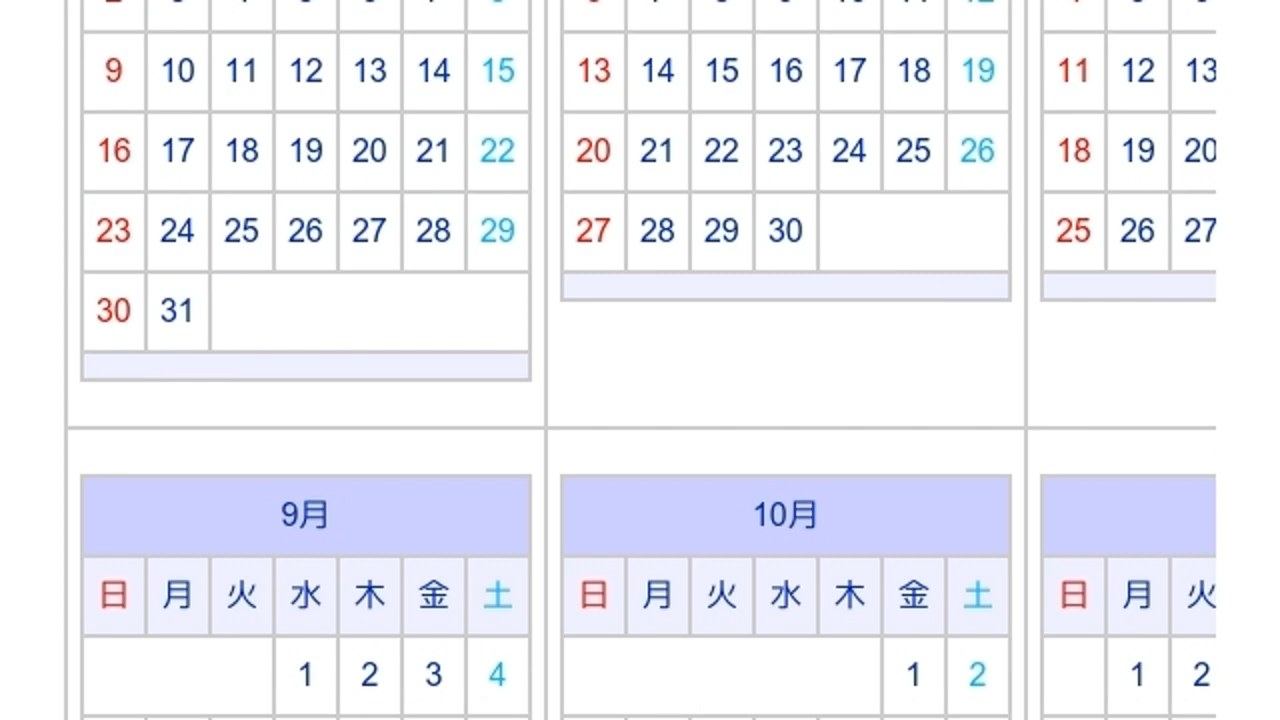 9 10 11 12 13 14 15
16 17 18 19 20 21 22
23 24 25 26 27 28 29
30 31
13 14 15 16 17 18 19
20 21 22 23 24 25 26
27 28 29 30
11 12 13
18 19 20
25 26 27
9月
日 月 火 水 木 金 土
1 2 3 4
10月
日 月 火 水 木 金 土
1 2
日 月 火
1 2